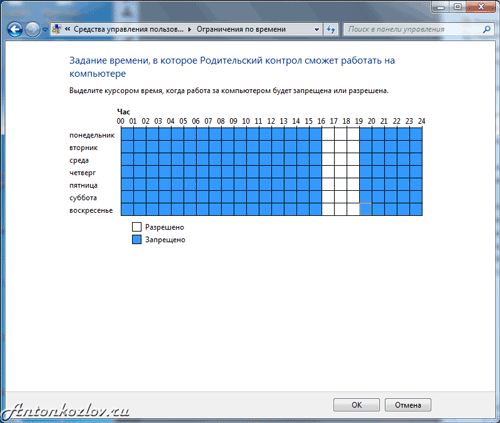 « Средства управления пользов... ▸ Ограничения по времени
Поиск в панели управления
Задание времени, в которое Родительский контроль сможет работать на
компьютере
Выделите курсором время, когда работа за компьютером будет запрещена или разрешена.
Час
00 01 02 03 04 05 06 07 08 09 10 11 12 13 14 15 16 17 18 19 20 21 22 23 24
понедельник
вторник
среда
четверг
пятница
суббота
воскресенье
Разрешено
Запрещено
ОК Отмена
Antonkozlov.ru